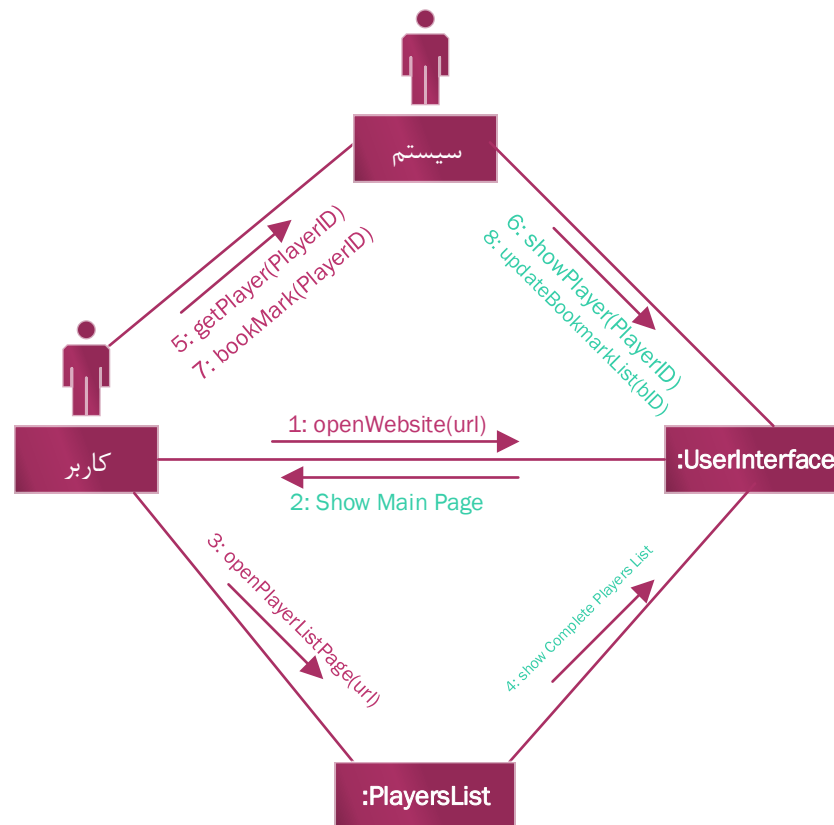 سیستم
5: getPlayer(PlayerID)
7: bookMark(PlayerID)
6: showPlayer(PlayerID)
8: updateBookmarkList(bID)
1: openWebsite(url)
کاربر
:UserInterface
2: Show Main Page
3: openPlayerListPage(url)
4: show Complete Players List
:PlayersList